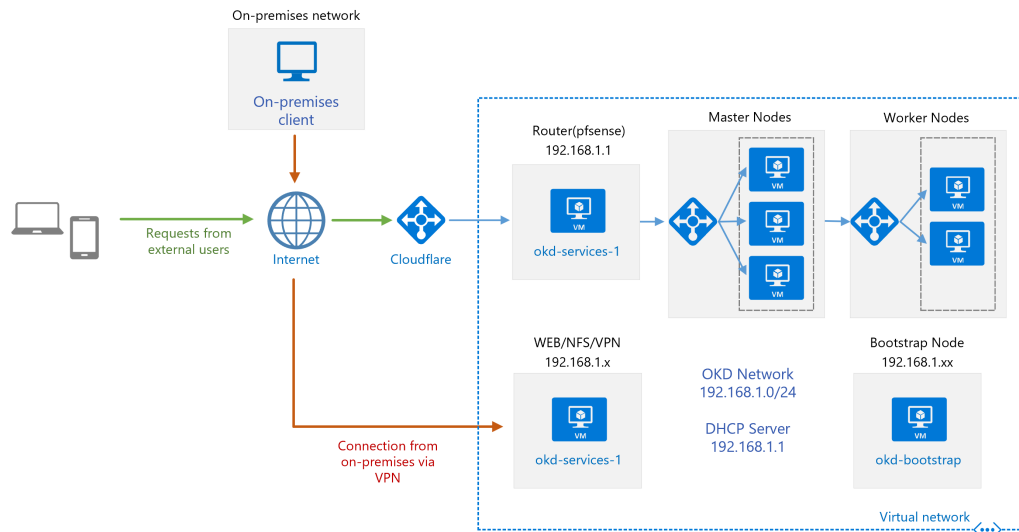 On-premises network
On-premises
client
Requests from
external users
Internet
Cloudflare
Connection from
on-premises via
VPN
Router(pfsense)
192.168.1.1
VM
okd-services-1
Master Nodes
VM
VM
VM
Worker Nodes
VM
VM
WEB/NFS/VPN
192.168.1.x
VM
okd-services-1
OKD Network
192.168.1.0/24
DHCP Server
192.168.1.1
Bootstrap Node
192.168.1.xx
VM
okd-bootstrap
Virtual network